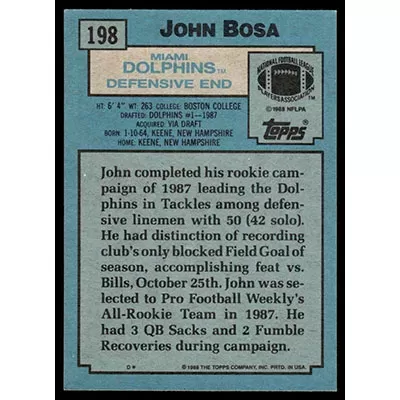 198
JOHN BOSA
MIAMI
DOLPHINS™
DEFENSIVE END
NATIONAL FOOTBALL LEAGUE
PLAYERS ASSOCIATION
©1988 NFLPA
Topps
HT: 6' 4" WT: 263 COLLEGE: BOSTON COLLEGE
DRAFTED: DOLPHINS #1—1987
ACQUIRED: VIA DRAFT
BORN: 1-10-64, KEENE, NEW HAMPSHIRE
HOME: KEENE, NEW HAMPSHIRE
John completed his rookie cam-
paign of 1987 leading the Dol-
phins in Tackles among defen-
sive linemen with 50 (42 solo).
He had distinction of recording
club's only blocked Field Goal of
season, accomplishing feat vs.
Bills, October 25th. John was se-
lected to Pro Football Weekly's
All-Rookie Team in 1987. He
had 3 QB Sacks and 2 Fumble
Recoveries during campaign.
D*
©1988 THE TOPPS COMPANY, INC. PRTD. IN USA.